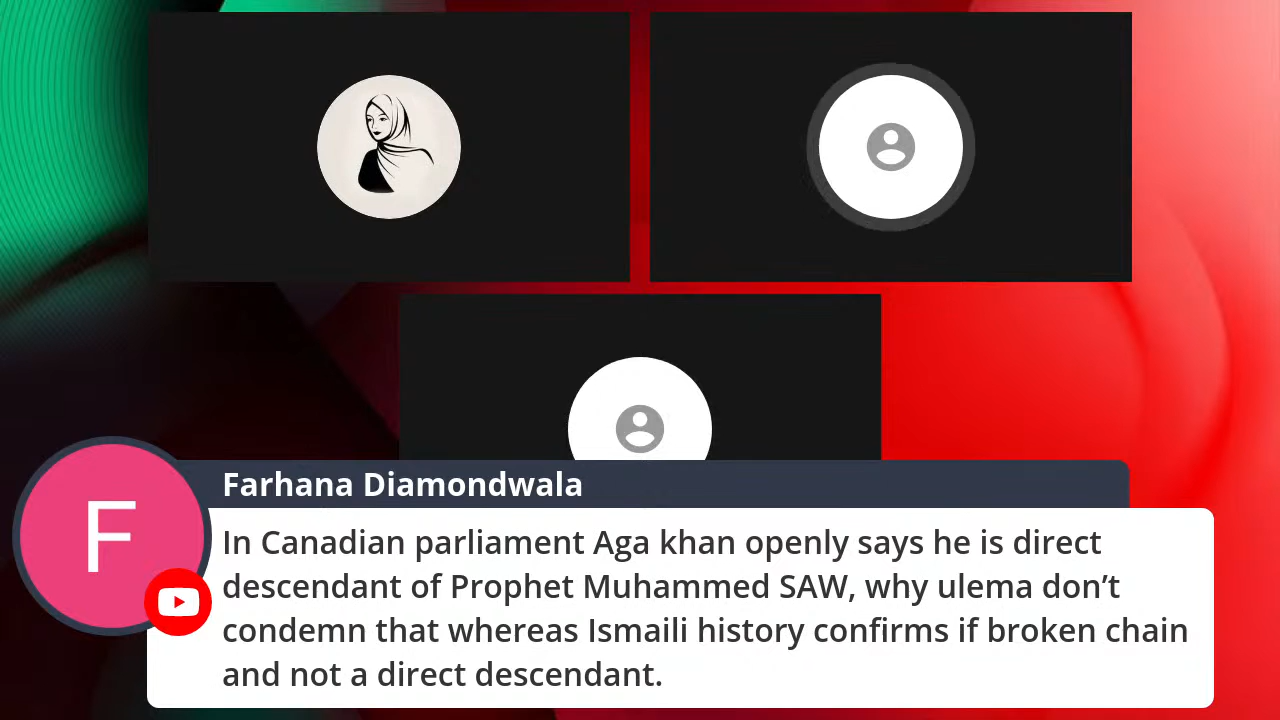 F
Farhana Diamondwala
In Canadian parliament Aga khan openly says he is direct
descendant of Prophet Muhammed SAW, why ulema don’t
condemn that whereas Ismaili history confirms if broken chain
and not a direct descendant.